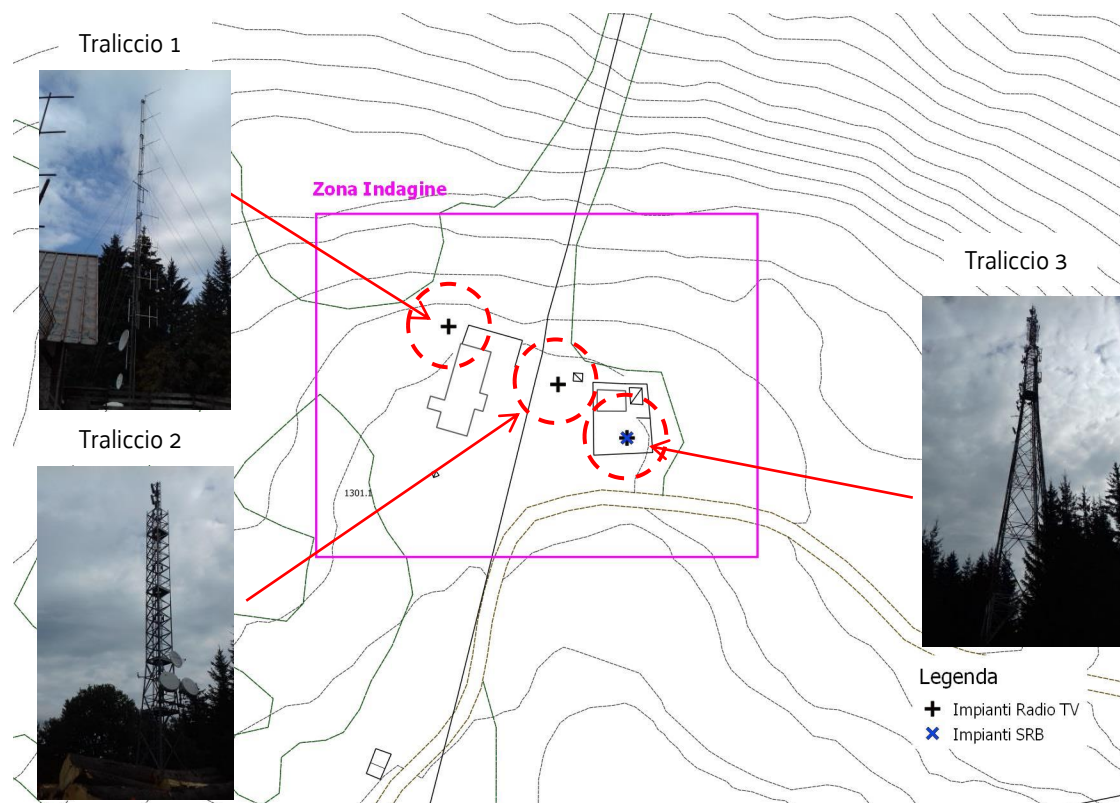 Traliccio 1
Zona Indagine
Traliccio 3
Traliccio 2
1301.1
Legenda
Impianti Radio TV
Impianti SRB